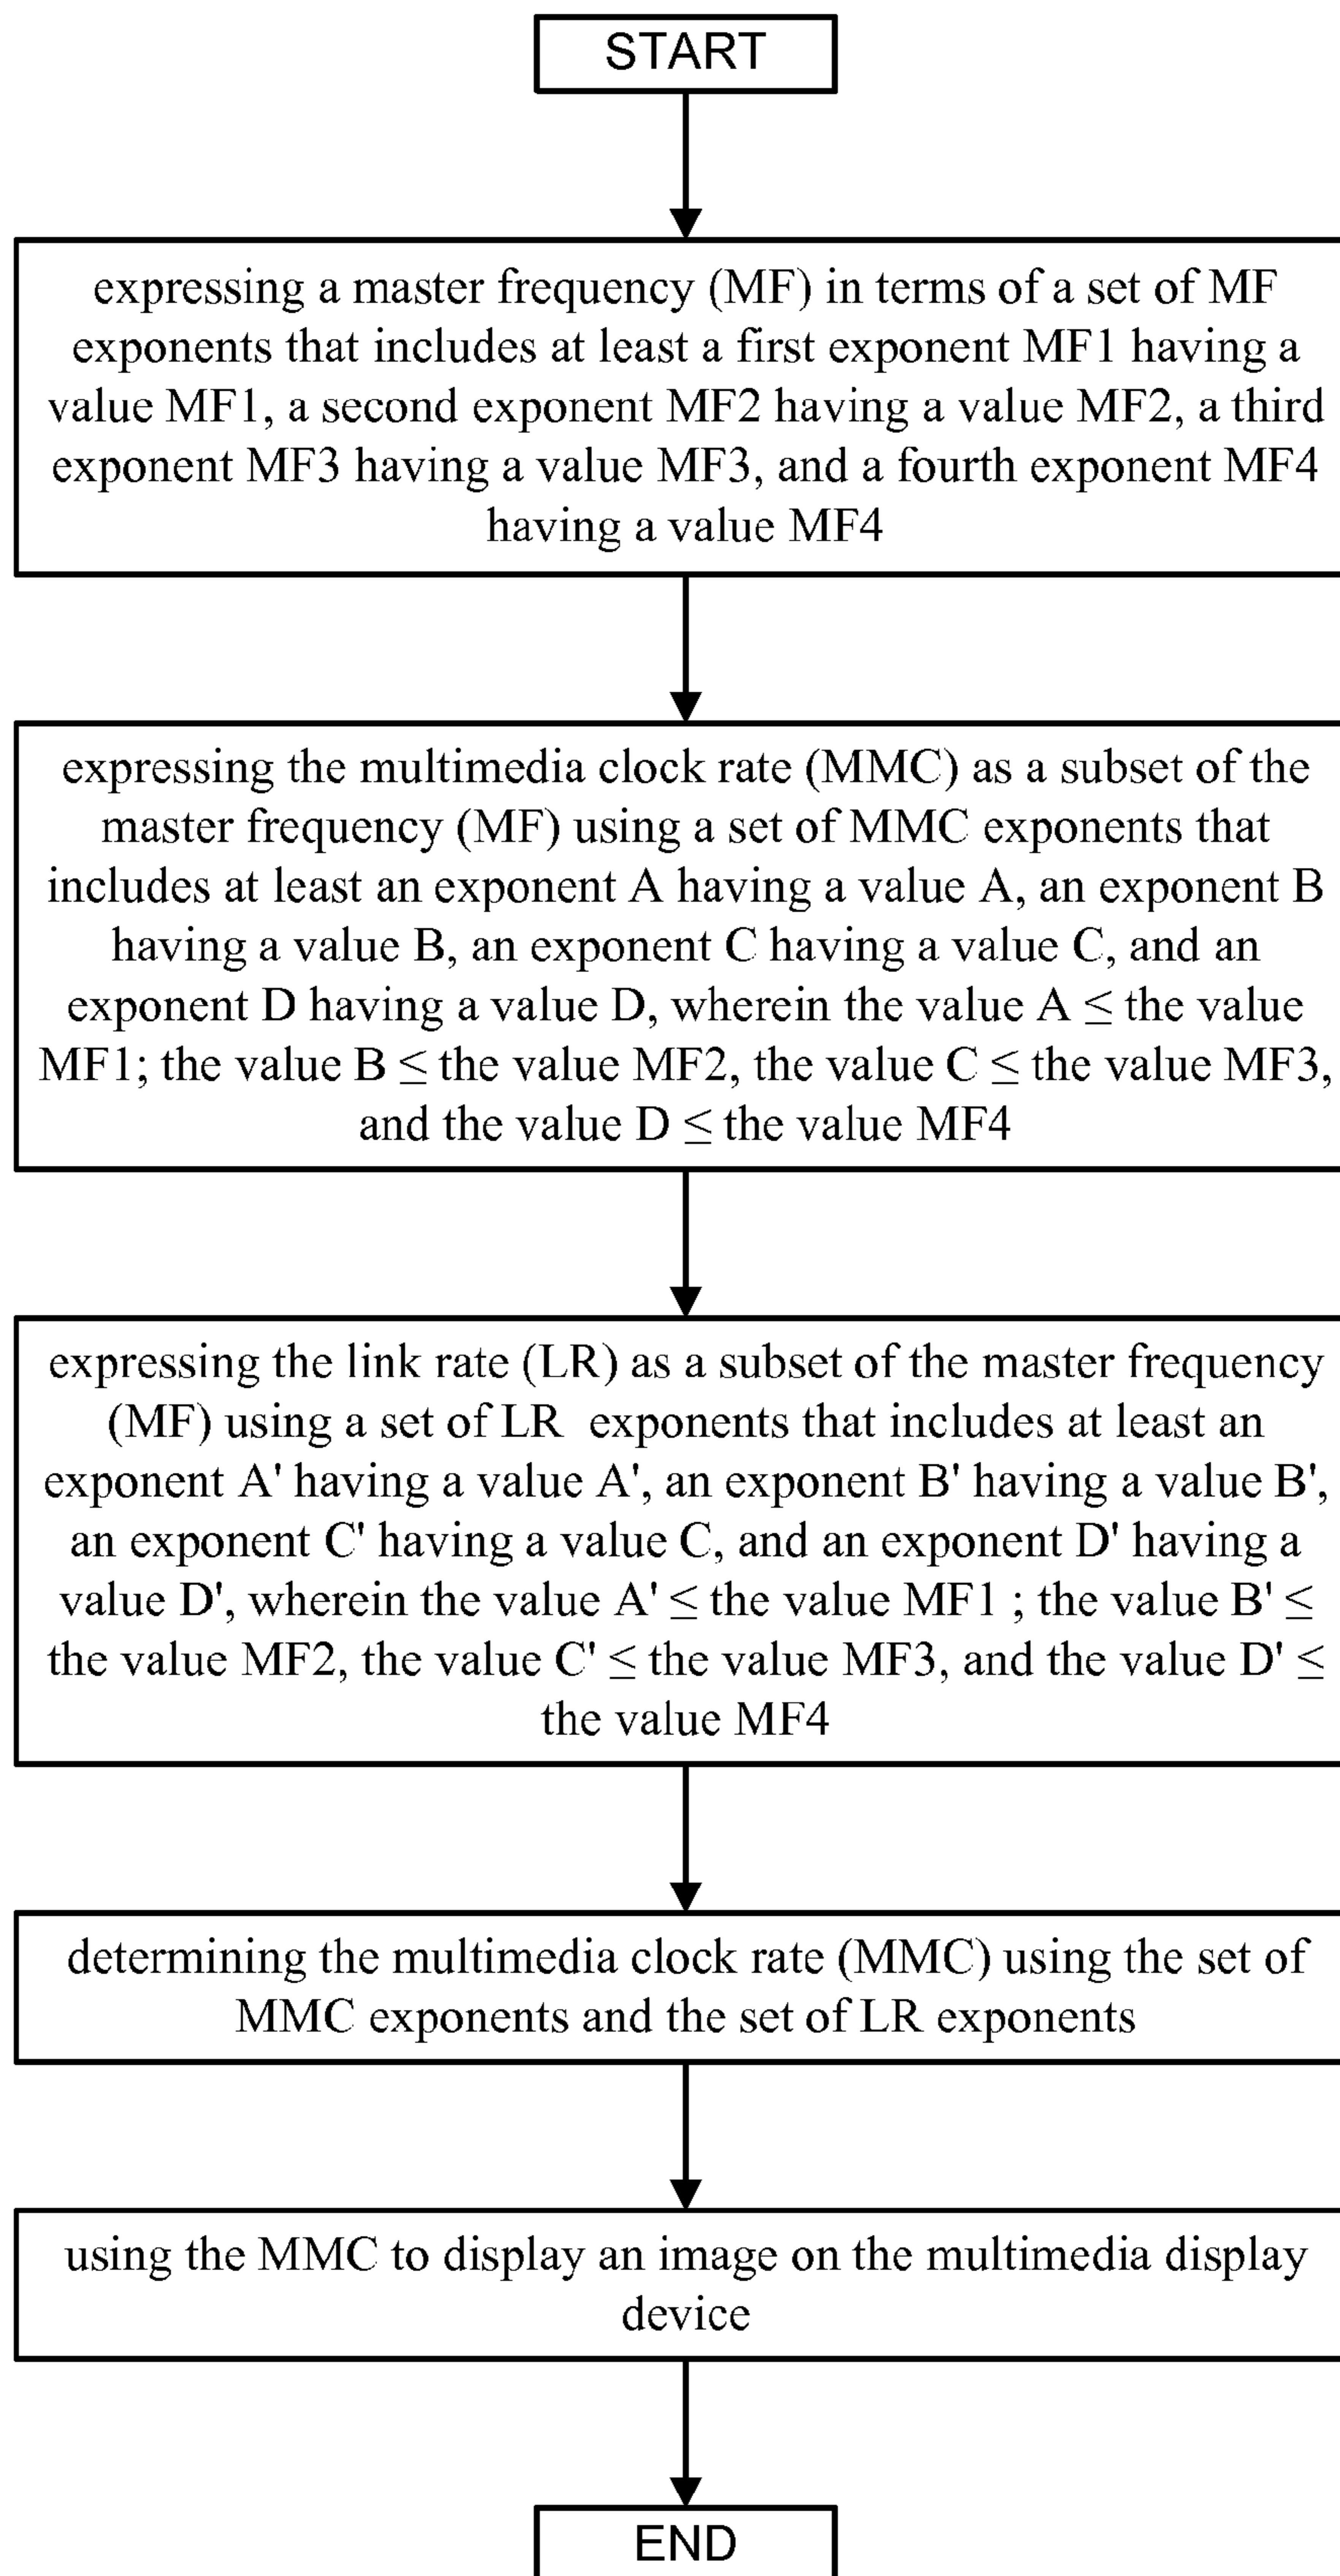 START
expressing a master frequency (MF) in terms of a set of MF
exponents that includes at least a first exponent MF1 having a
value MF1, a second exponent MF2 having a value MF2, a third
exponent MF3 having a value MF3, and a fourth exponent MF4
having a value MF4
expressing the multimedia clock rate (MMC) as a subset of the
master frequency (MF) using a set of MMC exponents that
includes at least an exponent A having a value A, an exponent B
having a value B, an exponent C having a value C, and an
exponent D having a value D, wherein the value A ≤ the value
MF1; the value B ≤ the value MF2, the value C ≤ the value MF3,
and the value D ≤ the value MF4
expressing the link rate (LR) as a subset of the master frequency
(MF) using a set of LR exponents that includes at least an
exponent A' having a value A', an exponent B' having a value B',
an exponent C' having a value C, and an exponent D' having a
value D', wherein the value A' ≤ the value MF1 ; the value B' ≤
the value MF2, the value C' ≤ the value MF3, and the value D' ≤
the value MF4
determining the multimedia clock rate (MMC) using the set of
MMC exponents and the set of LR exponents
using the MMC to display an image on the multimedia display
device
END